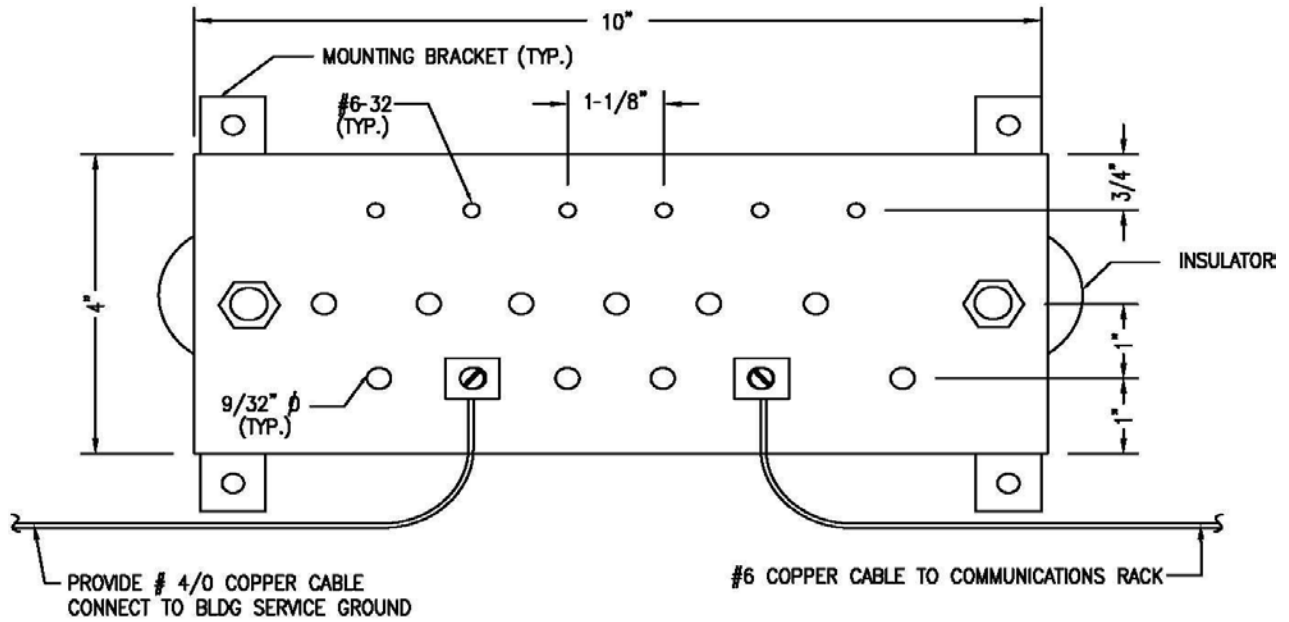 10"
MOUNTING BRACKET (TYP.)
#6-32
(TYP.)
1-1/8"
3/4"
INSULATORS
4"
1"
1"
9/32" ϕ
(TYP.)
PROVIDE # 4/0 COPPER CABLE
CONNECT TO BLDG SERVICE GROUND
#6 COPPER CABLE TO COMMUNICATIONS RACK